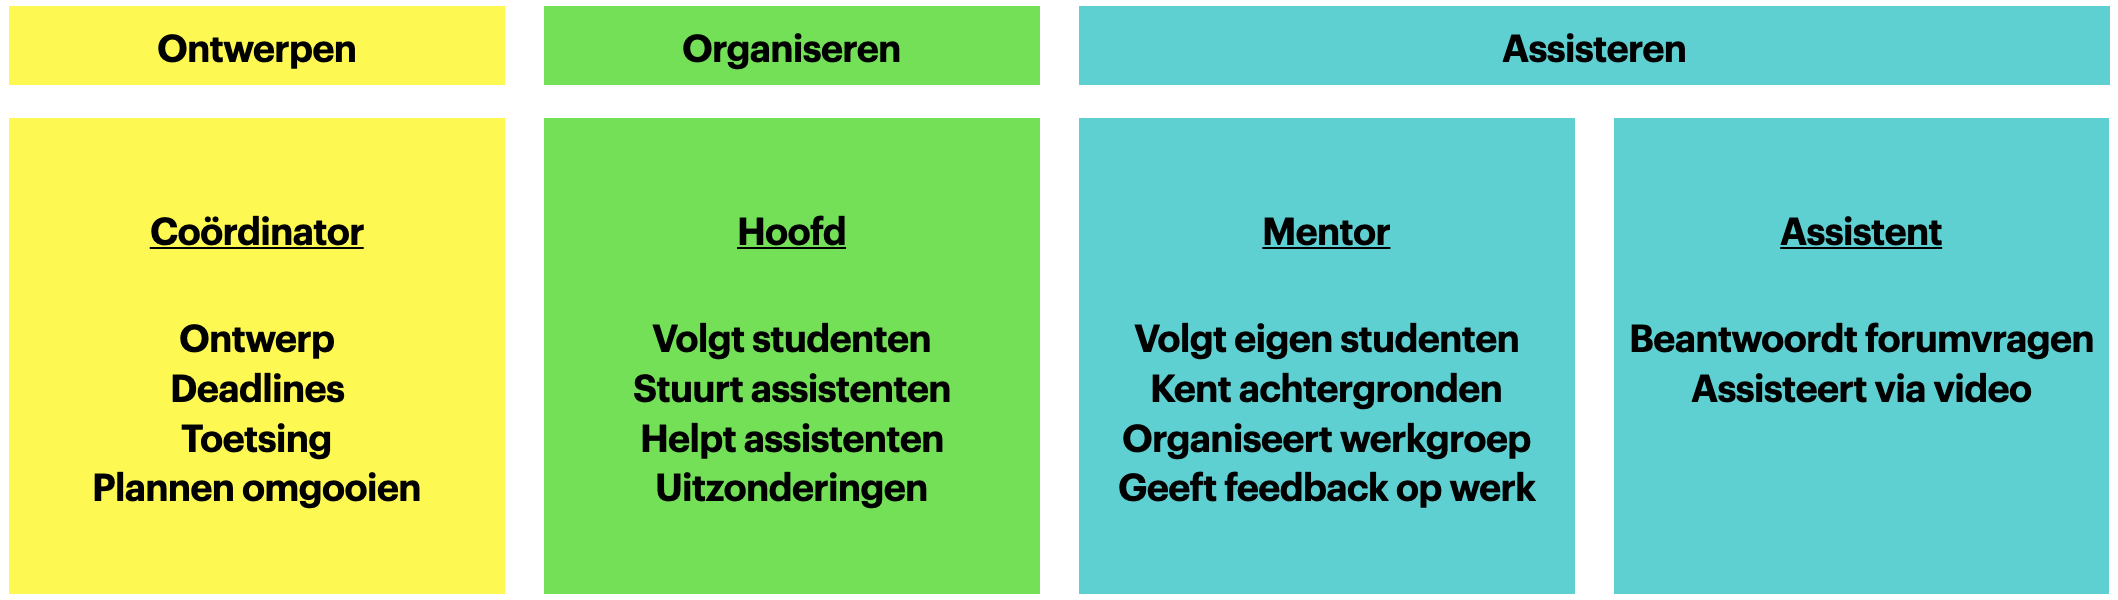 Ontwerpen
Organiseren
Assisteren
Coördinator
Ontwerp
Deadlines
Toetsing
Plannen omgooien
Hoofd
Volgt studenten
Stuurt assistenten
Helpt assistenten
Uitzonderingen
Mentor
Volgt eigen studenten
Kent achtergronden
Organiseert werkgroep
Geeft feedback op werk
Assistent
Beantwoordt forumvragen
Assisteert via video